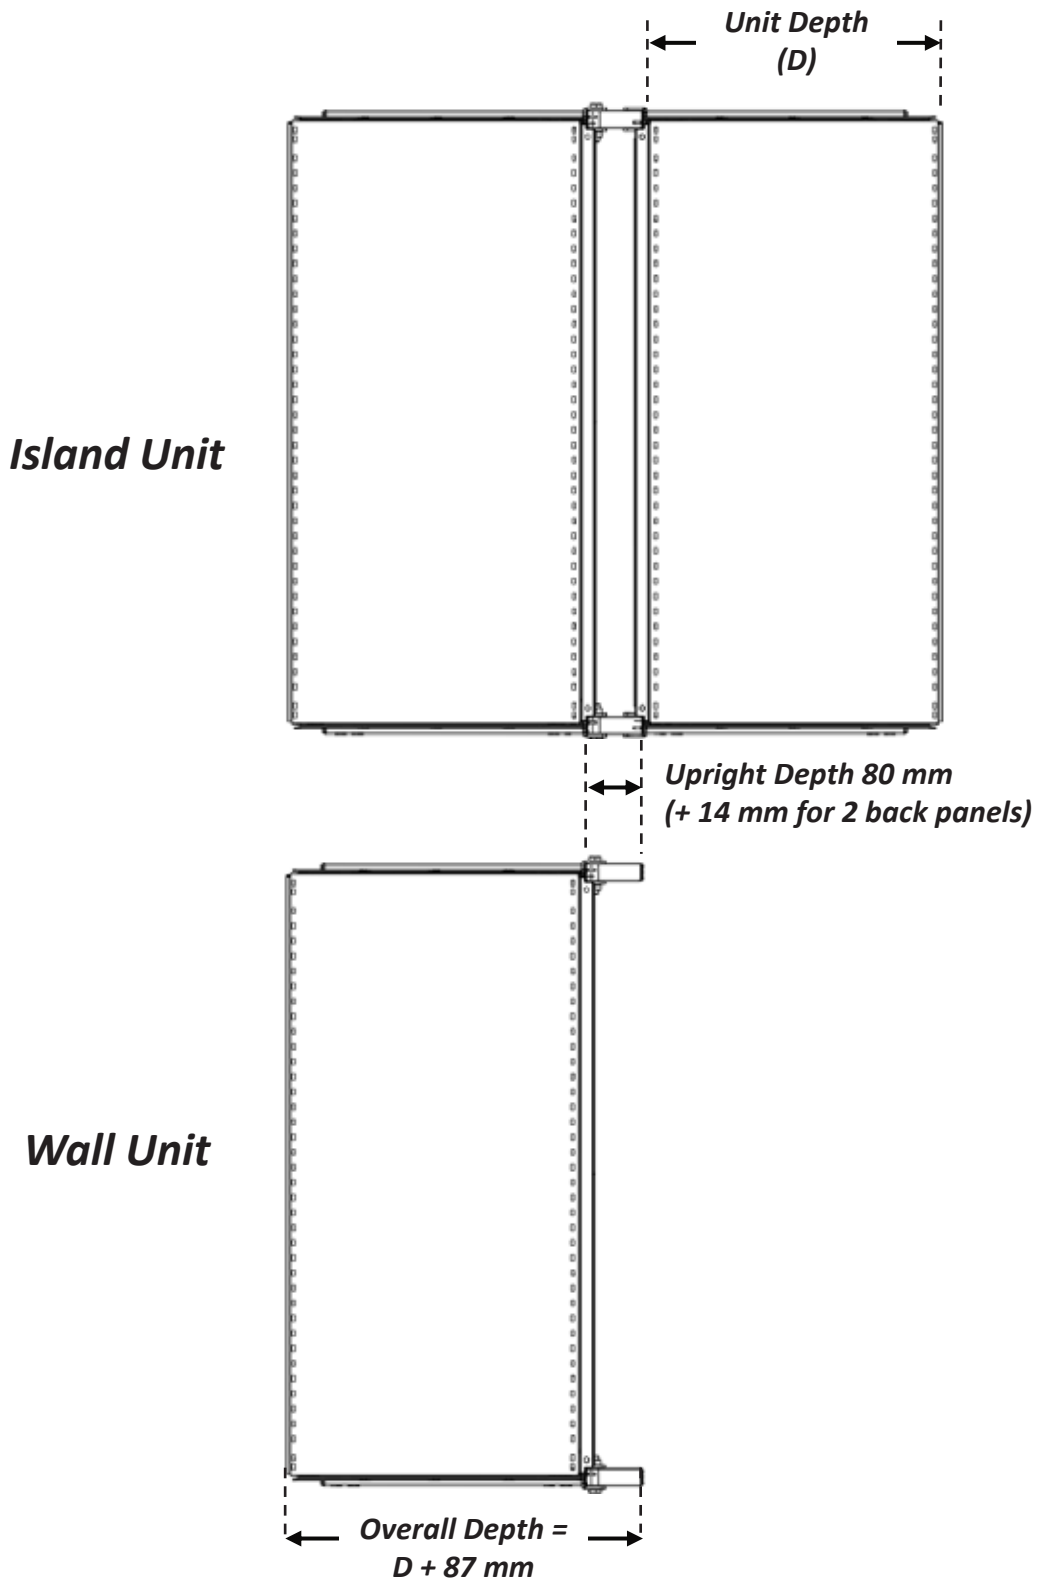 Unit Depth
(D)
Island Unit
Upright Depth 80 mm
(+ 14 mm for 2 back panels)
Wall Unit
Overall Depth =
D + 87 mm